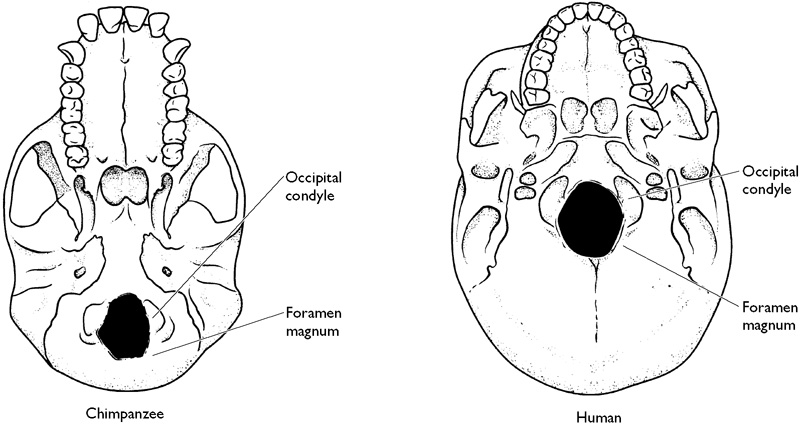 Occipital
condyle
Foramen
magnum
Chimpanzee
Occipital
condyle
Foramen
magnum
Human